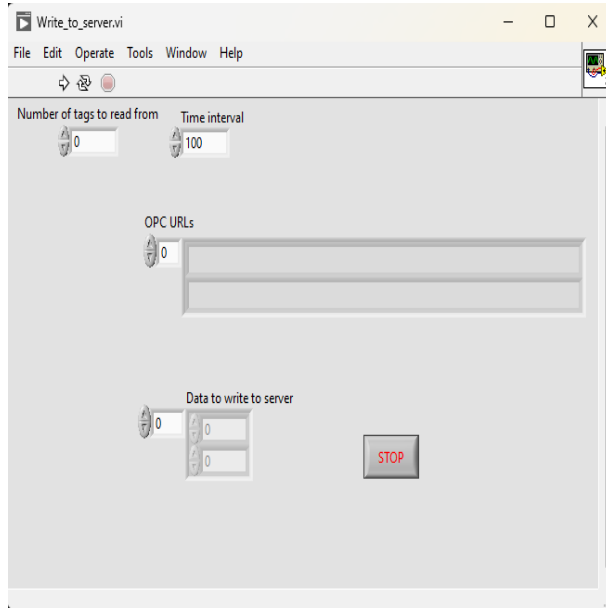 Write_to_server.vi
File Edit Operate Tools Window Help
Number of tags to read from
Time interval
0
100
OPC URLs
0
Data to write to server
0
0
0
STOP